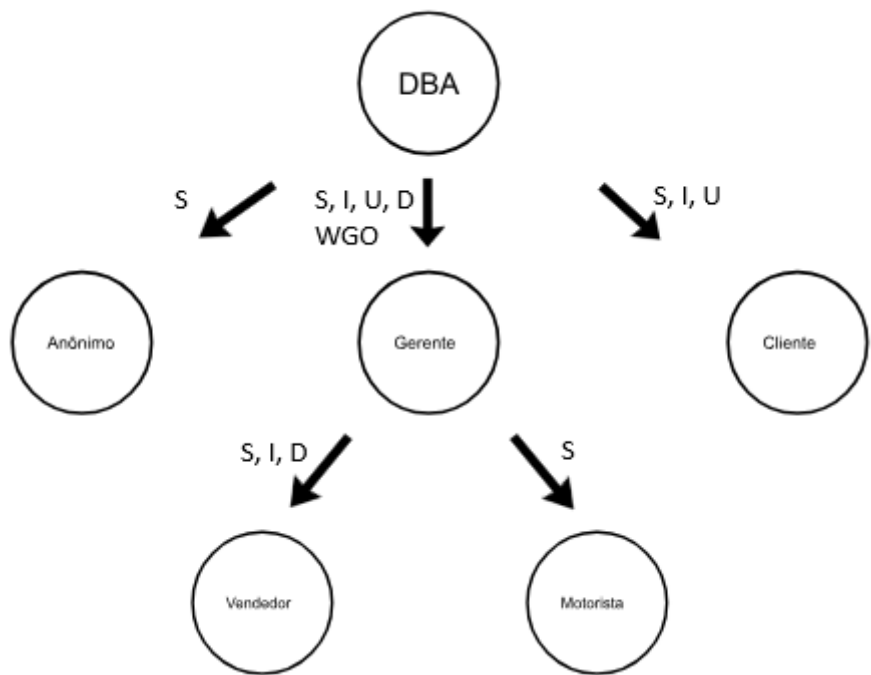 DBA
S
S, I, U, D
WGO
S, I, U
Anônimo
Gerente
Cliente
S, I, D
S
Vendedor
Motorista